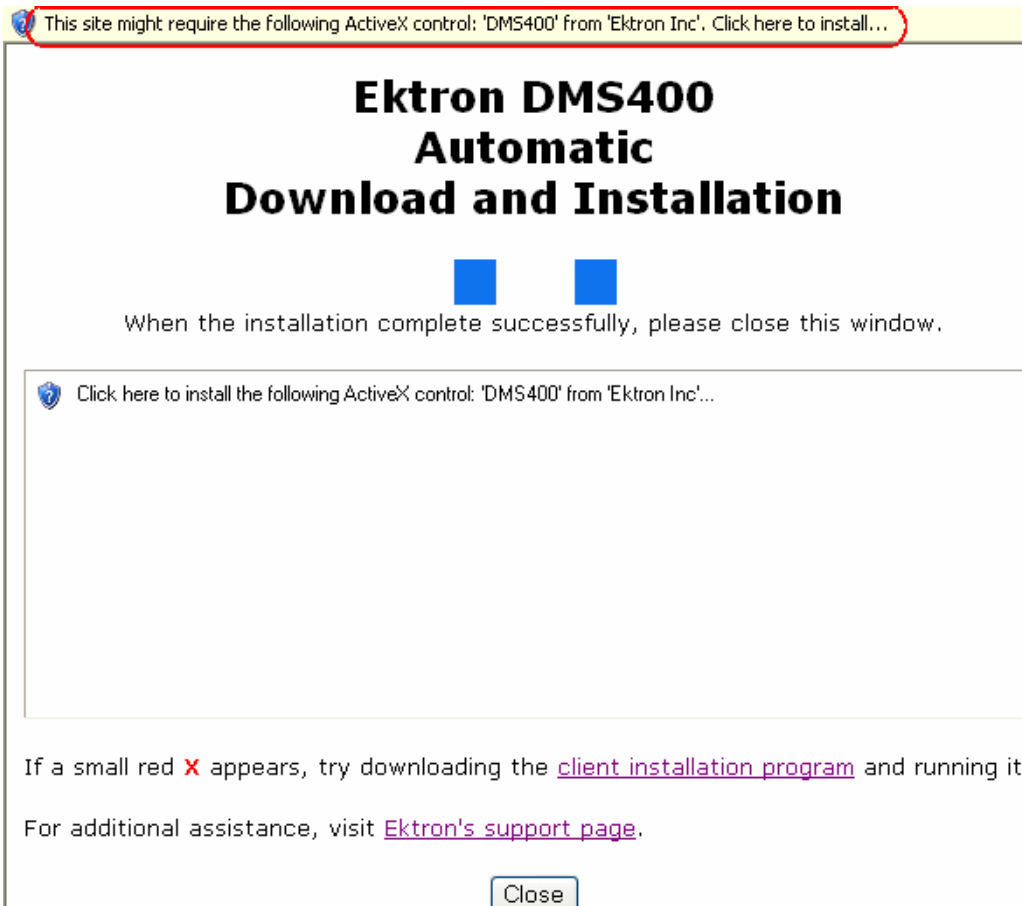 This site might require the following ActiveX control: 'DMS400' from 'Ektron Inc'. Click here to install...
Ektron DMS400
Automatic
Download and Installation
When the installation complete successfully, please close this window.
Click here to install the following ActiveX control: 'DMS400' from 'Ektron Inc'...
If a small red X appears, try downloading the client installation program and running it
For additional assistance, visit Ektron's support page.
Close